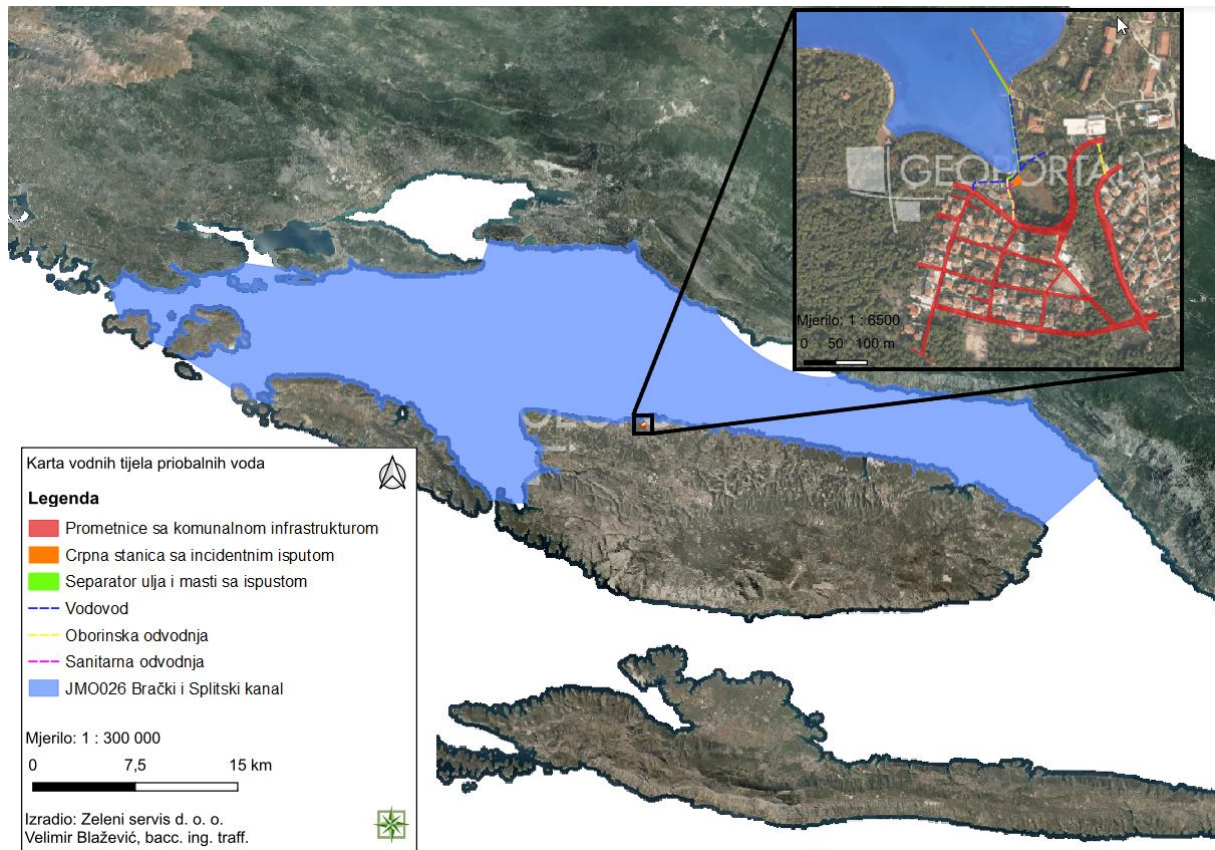 GEOPORTAL
Mjerilo: 1 : 6500
0 50 100 m
Karta vodnih tijela priobalnih voda
Legenda
Prometnice sa komunalnom infrastrukturom
Crpna stanica sa incidentnim isputom
Separator ulja i masti sa ispustom
Vodovod
Oborinska odvodnja
Sanitarna odvodnja
JMO026 Brački i Splitski kanal
Mjerilo: 1 : 300 000
0 7,5 15 km
Izradio: Zeleni servis d. o. o.
Velimir Blažević, bacc. ing. traff.